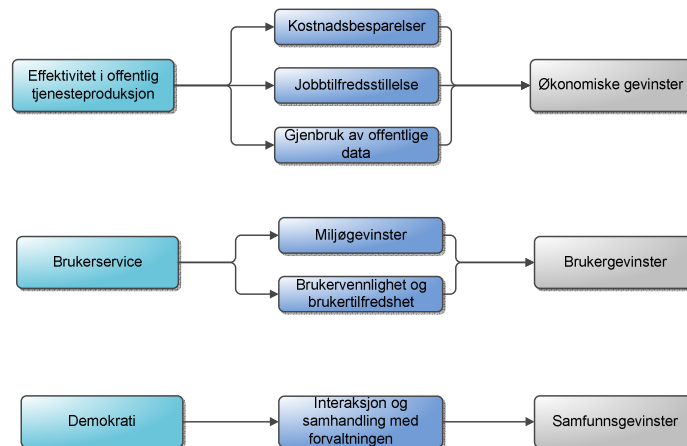 Kostnadsbesparelser
Effektivitet i offentlig
tjenesteproduksjon
Jobbtilfredsstillelse
Økonomiske gevinster
Gjenbruk av offentlige
data
Miljøgevinster
Brukerservice
Brukergevinster
Brukervennlighet og
brukertilfredshet
Demokrati
Interaksjon og
samhandling med
forvaltningen
Samfunnsgevinster